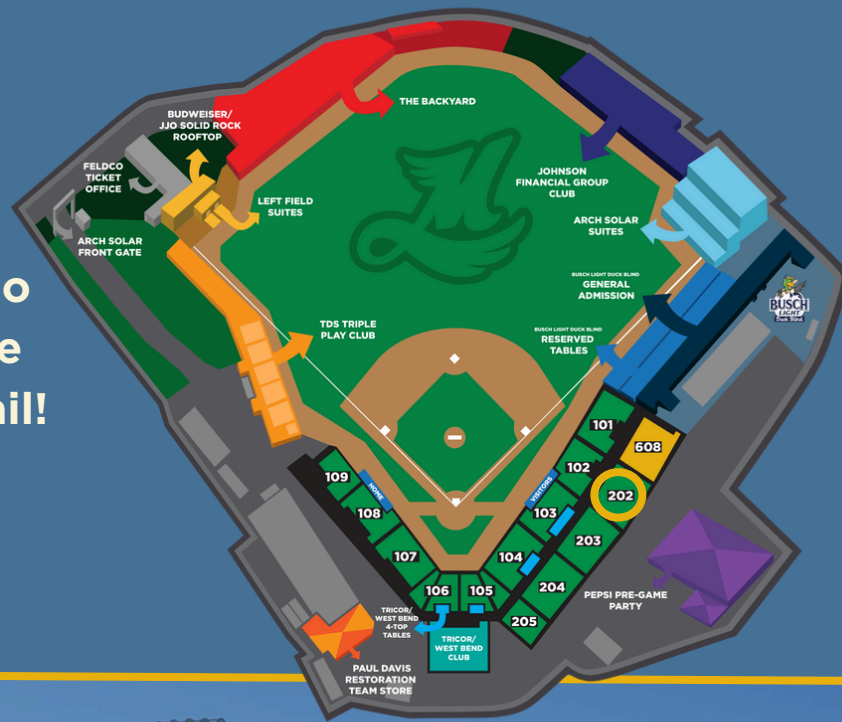 BUDWEISER/
JJO SOLID ROCK
ROOFTOP
THE BACKYARD
FELDCO
TICKET
OFFICE
JOHNSON
FINANCIAL GROUP
CLUB
LEFT FIELD
SUITES
ARCH SOLAR
SUITES
ARCH SOLAR
FRONT GATE
M
BUSCH LIGHT DUCK BLIND
GENERAL
ADMISSION
BUSCH
LIGHT
Duck Blind
o
e
ail!
TDS TRIPLE
PLAY CLUB
BUSCH LIGHT DUCK BLIND
RESERVED
TABLES
101
608
102
109
HOME
VISITORS
202
108
103
203
107
104
204
106
105
205
PEPSI PRE-GAME
PARTY
TRICOR/
WEST BEND
4-TOP
TABLES
TRICOR/
WEST BEND
CLUB
PAUL DAVIS
RESTORATION
TEAM STORE